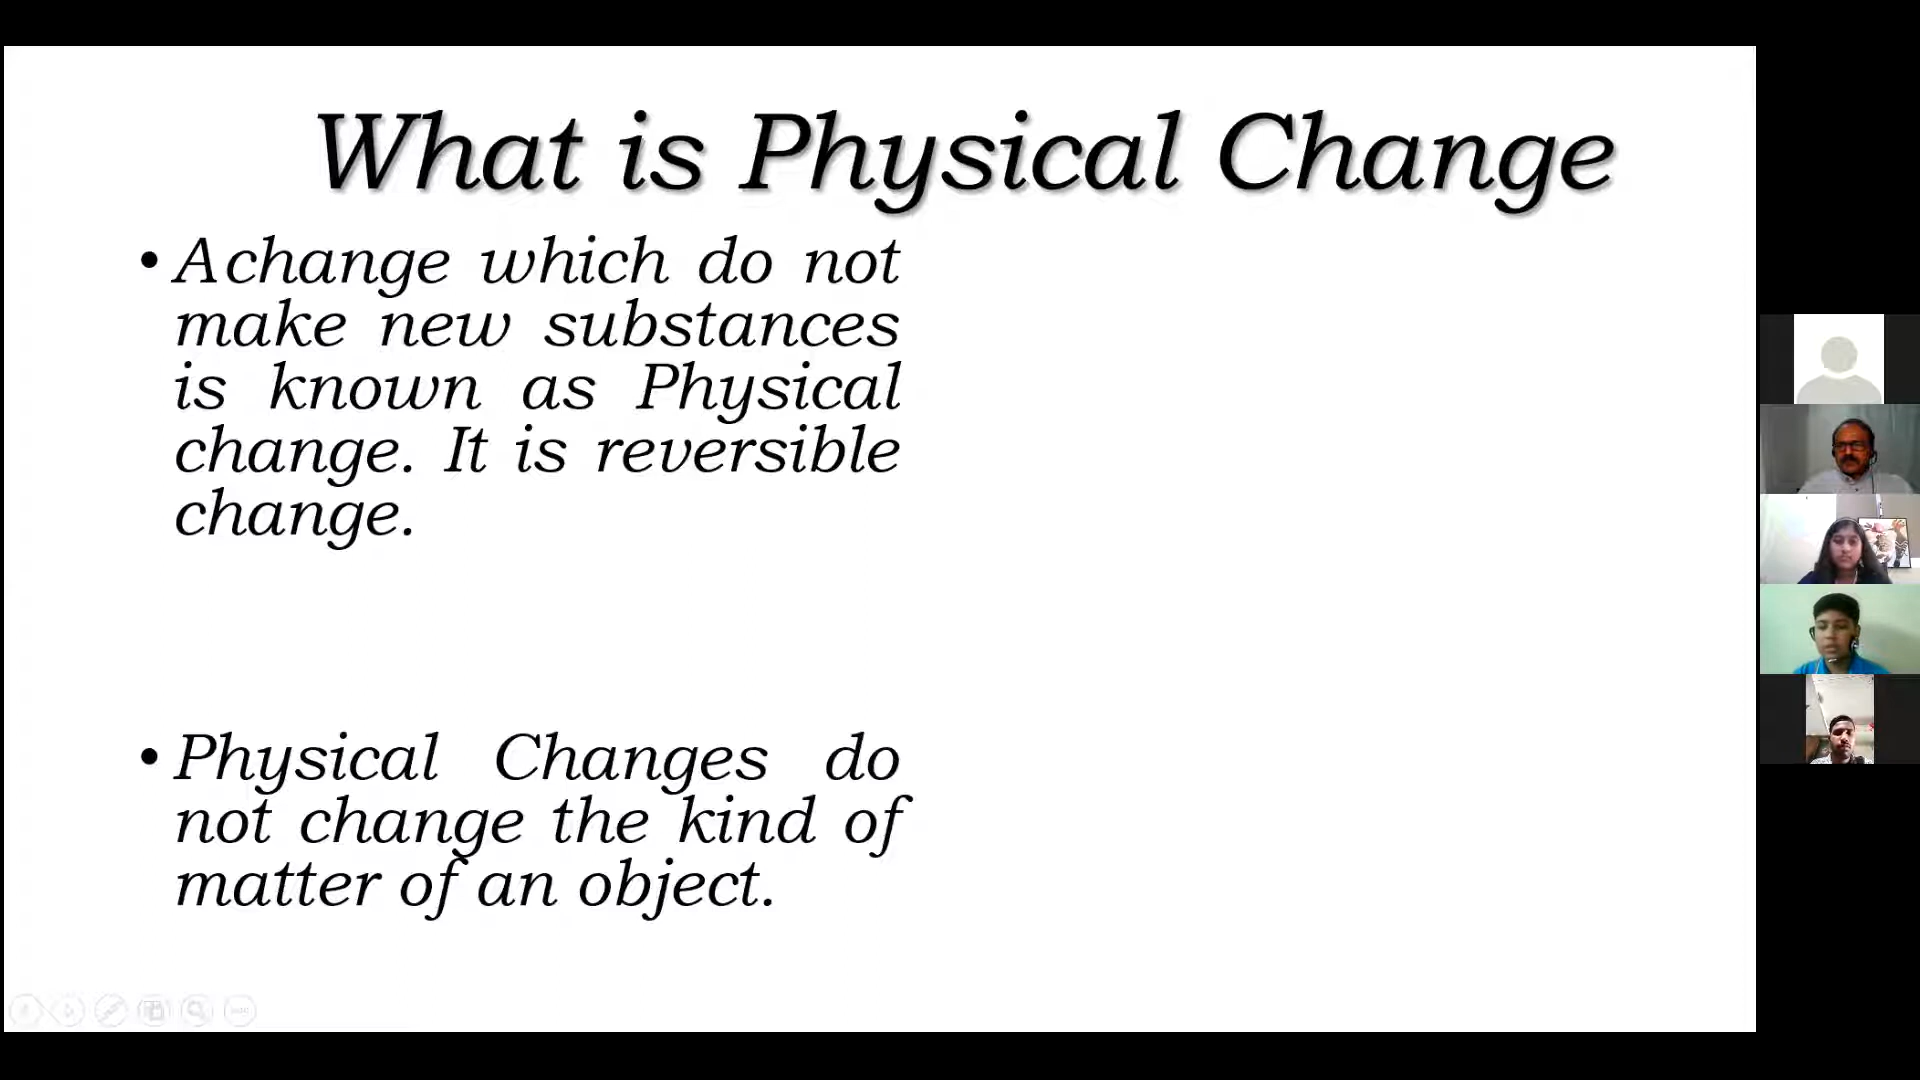 What is Physical Change
• A change which do not
make new substances
is known as Physical
change. It is reversible
change.
• Physical Changes do
not change the kind of
matter of an object.